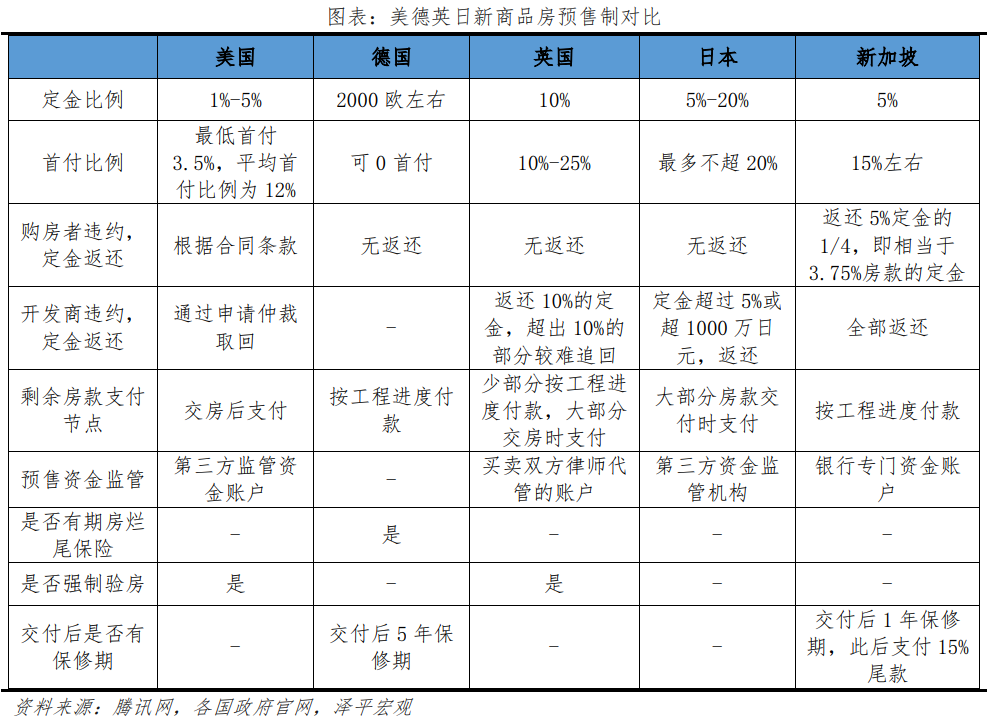 图表：美德英日新商品房预售制对比
美国 德国 英国 日本 新加坡
定金比例 1%-5% 2000 欧左右 10% 5%-20% 5%
首付比例 最低首付 3.5%，平均首付比例为 12% 可 0 首付 10%-25% 最多不超 20% 15%左右
购房者违约，定金返还 根据合同条款 无返还 无返还 无返还 返还 5%定金的 1/4，即相当于 3.75%房款的定金
开发商违约，定金返还 通过申请仲裁取回 - 返还 10%的定金，超出 10%的部分较难追回 定金超过 5%或超 1000 万日元，返还 全部返还
剩余房款支付节点 交房后支付 按工程进度付款 少部分按工程进度付款，大部分交房时支付 大部分房款交付时支付 按工程进度付款
预售资金监管 第三方监管资金账户 - 买卖双方律师代管的账户 第三方资金监管机构 银行专门资金账户
是否有期房烂尾保险 - 是 - - -
是否强制验房 是 - 是 - -
交付后是否有保修期 - 交付后 5 年保修期 - - 交付后 1 年保修期，此后支付 15%尾款
资料来源：腾讯网，各国政府官网，泽平宏观